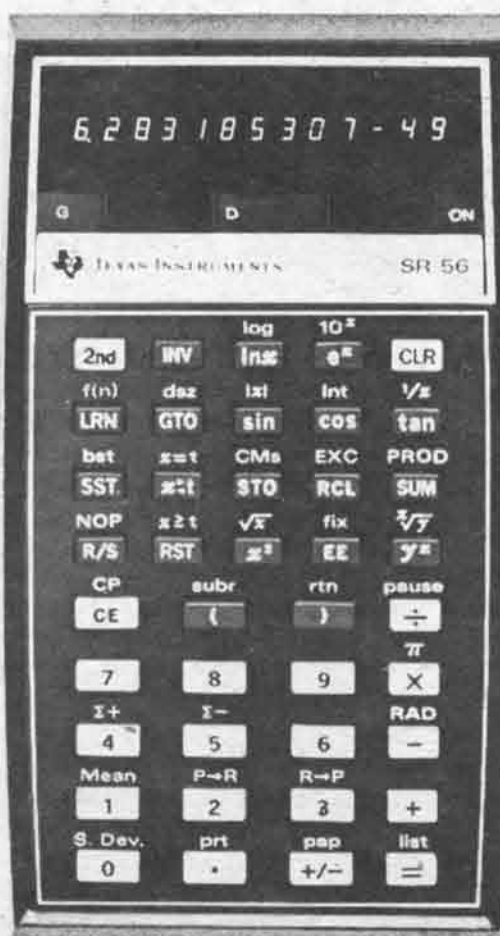 6.283185307-49
G D ON
TEXAS INSTRUMENTS SR 56
log 10ˣ
2nd INV lnx eˣ CLR
f(n) dsz |x| Int 1/x
LRN GTO sin cos tan
bst x=t CMs EXC PROD
SST x:t STO RCL SUM
NOP x≥t √x fix ˣ√y
R/S RST x² EE yˣ
CP subr rtn pause
CE ( ) ÷
π
7 8 9 ×
Σ+ Σ− RAD
4 5 6 −
Mean P→R R→P
1 2 3 +
S. Dev. prt pap list
0 . +/− =